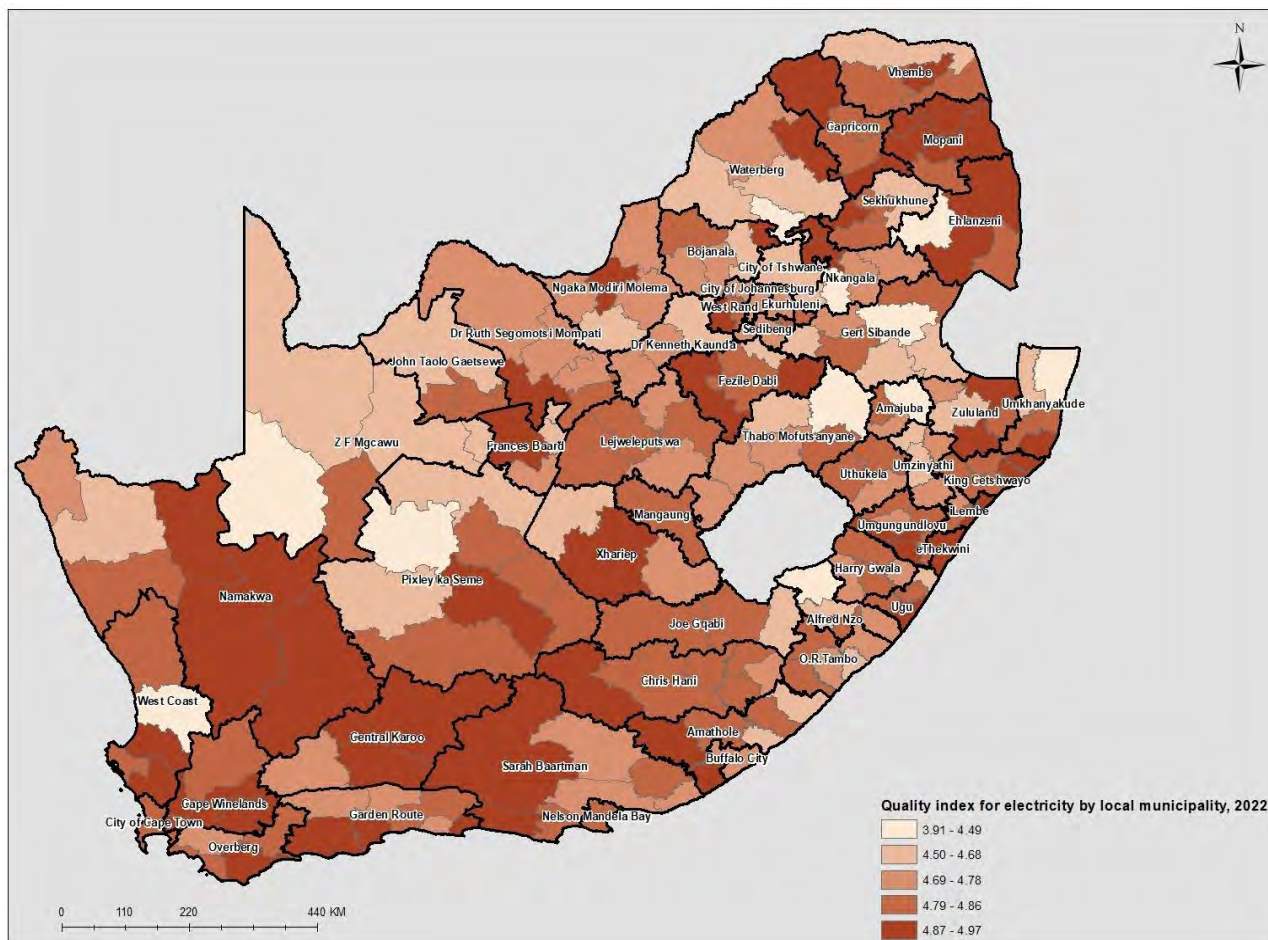 N
Vhembe
Capricorn
Mopani
Waterberg
Sekhukhune
Ehlanzeni
Bojanala
City of Tshwane
Nkangala
Ngaka Modiri Molema
City of Johannesburg
West Rand
Ekurhuleni
Sedibeng
Gert Sibande
Dr Ruth Segomotsi Mompati
Dr Kenneth Kaunda
John Taolo Gaetsewe
Fezile Dabi
Amajuba
Zululand
Umkhanyakude
Z F Mgcawu
Frances Baard
Lejweleputswa
Thabo Mofutsanyane
Uthukela
Umzinyathi
King Cetshwayo
Mangaung
iLembe
Umgungundlovu
eThekwini
Xhariep
Harry Gwala
Pixley ka Seme
Namakwa
Ugu
Joe Gqabi
Alfred Nzo
O.R.Tambo
Chris Hani
West Coast
Central Karoo
Amathole
Buffalo City
Sarah Baartman
Cape Winelands
Garden Route
Nelson Mandela Bay
City of Cape Town
Overberg
Quality index for electricity by local municipality, 2022
3.91 - 4.49
4.50 - 4.68
4.69 - 4.78
4.79 - 4.86
4.87 - 4.97
0 110 220 440 KM